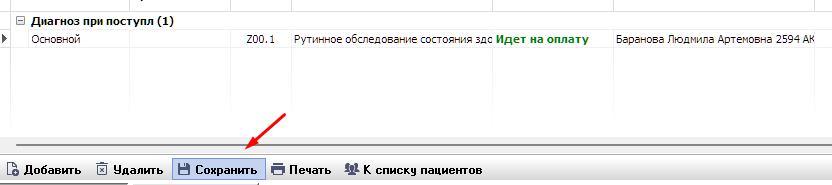 Диагноз при поступл (1)
Основной Z00.1 Рутинное обследование состояния здо Идет на оплату Баранова Людмила Артемовна 2594 АК
Добавить Удалить Сохранить Печать К списку пациентов